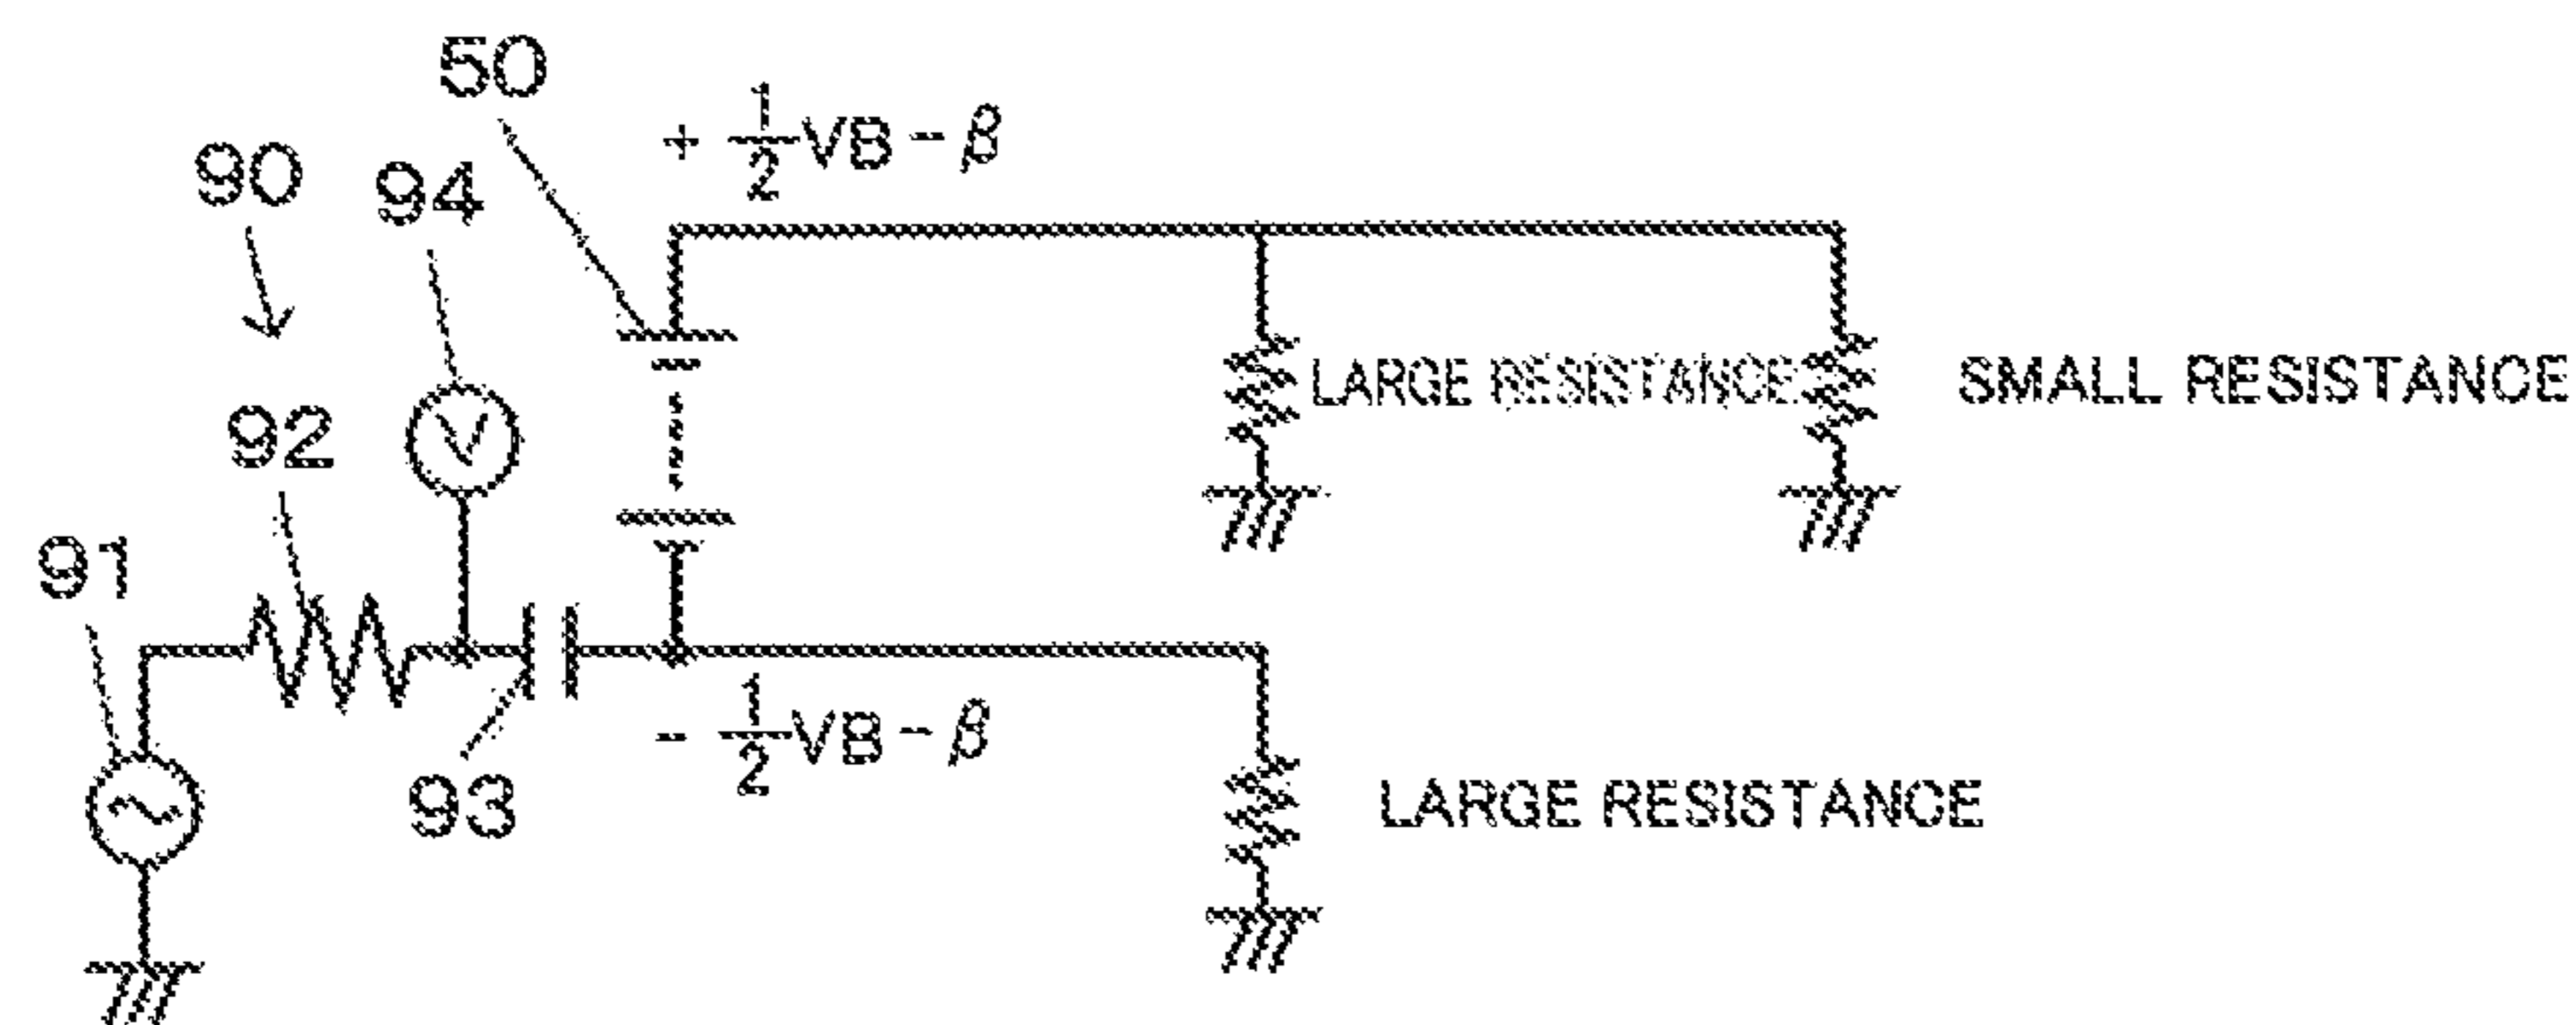 50
+ 1/2 VB - β
90
94
92
LARGE RESISTANCE
SMALL RESISTANCE
V
91
- 1/2 VB - β
93
LARGE RESISTANCE